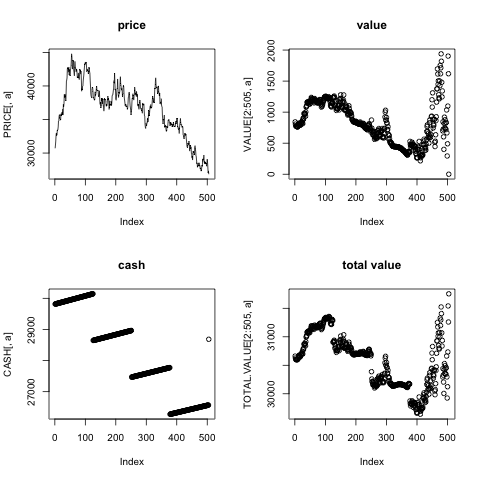 price
value
PRICE[, a]
30000
40000
0 100 200 300 400 500
Index
VALUE[2:505, a]
0
500
1000
1500
2000
0 100 200 300 400 500
Index
cash
total value
CASH[, a]
27000
29000
0 100 200 300 400 500
Index
TOTAL.VALUE[2:505, a]
30000
31000
0 100 200 300 400 500
Index